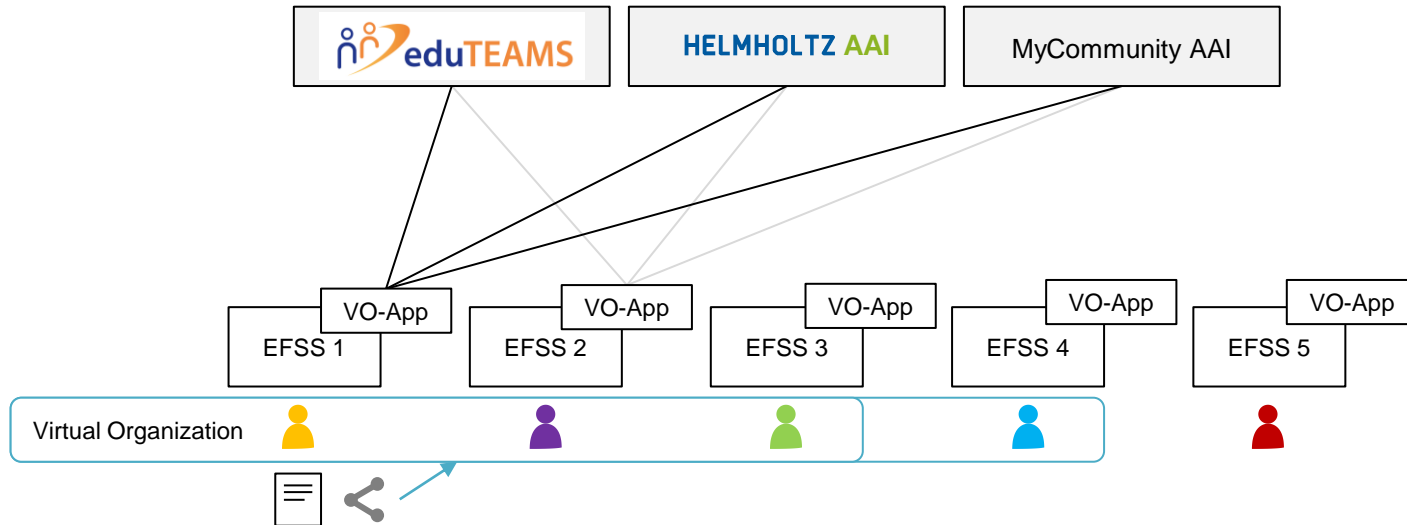 eduTEAMS
HELMHOLTZ AAI
MyCommunity AAI
VO-App
VO-App
VO-App
VO-App
VO-App
EFSS 1
EFSS 2
EFSS 3
EFSS 4
EFSS 5
Virtual Organization